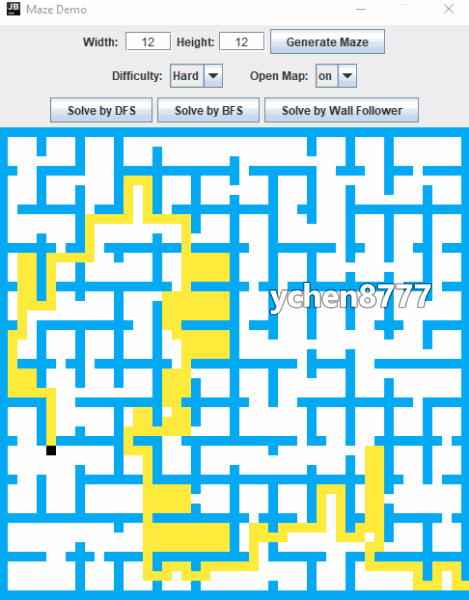 JB Maze Demo
Width: 12 Height: 12 Generate Maze
Difficulty: Hard Open Map: on
Solve by DFS Solve by BFS Solve by Wall Follower
ychen8777